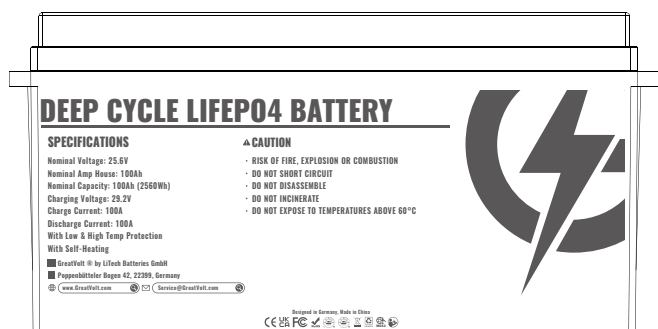 DEEP CYCLE LIFEPO4 BATTERY
SPECIFICATIONS
Nominal Voltage: 25.6V
Nominal Amp House: 100Ah
Nominal Capacity: 100Ah (2560Wh)
Charging Voltage: 29.2V
Charge Current: 100A
Discharge Current: 100A
With Low & High Temp Protection
With Self-Heating
GreatVolt ® by LiTech Batteries GmbH
Poppenbütteler Bogen 42, 22399, Germany
www.GreatVolt.com
Service@GreatVolt.com
CAUTION
· RISK OF FIRE, EXPLOSION OR COMBUSTION
· DO NOT SHORT CIRCUIT
· DO NOT DISASSEMBLE
· DO NOT INCINERATE
· DO NOT EXPOSE TO TEMPERATURES ABOVE 60°C
Designed in Germany, Made in China
CE UK CA FC